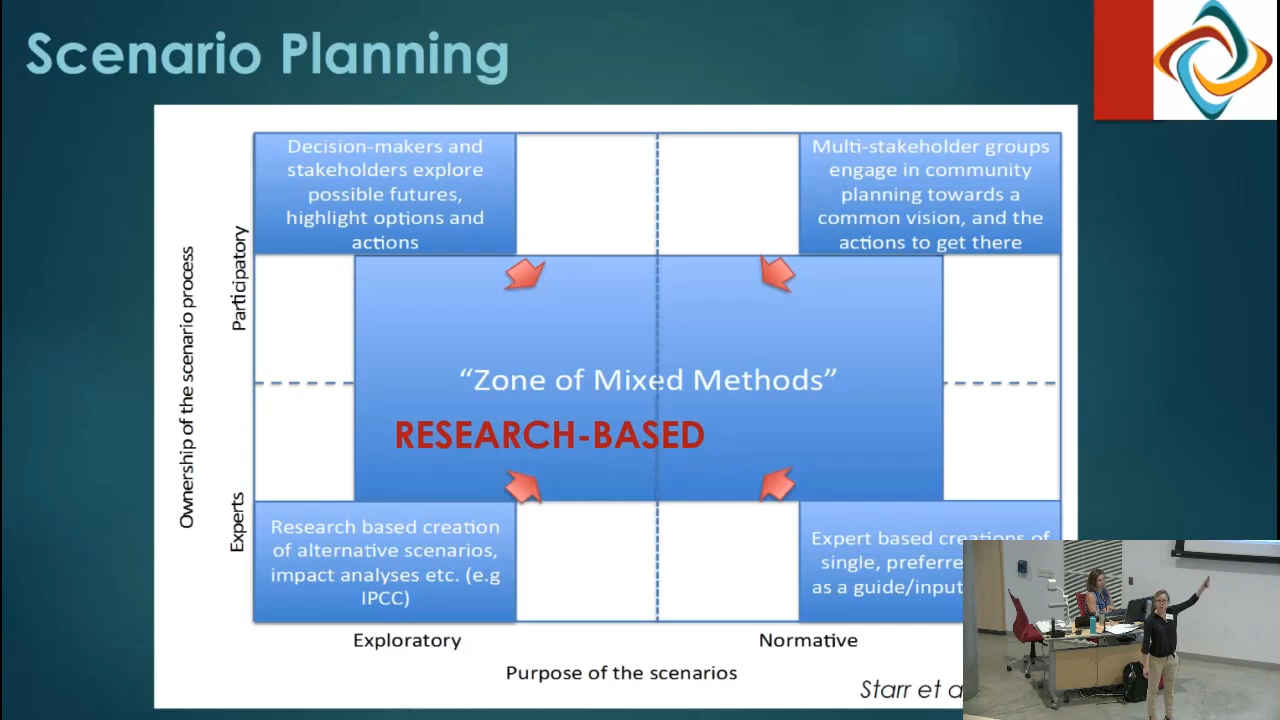 Scenario Planning
Decision-makers and
stakeholders explore
possible futures,
highlight options and
actions
Multi-stakeholder groups
engage in community
planning towards a
common vision, and the
actions to get there
Ownership of the scenario process
Participatory
Experts
“Zone of Mixed Methods”
RESEARCH-BASED
Research based creation
of alternative scenarios,
impact analyses etc. (e.g
IPCC)
Expert based creations of
single,
as a guide/input
Exploratory
Normative
Purpose of the scenarios
Starr et